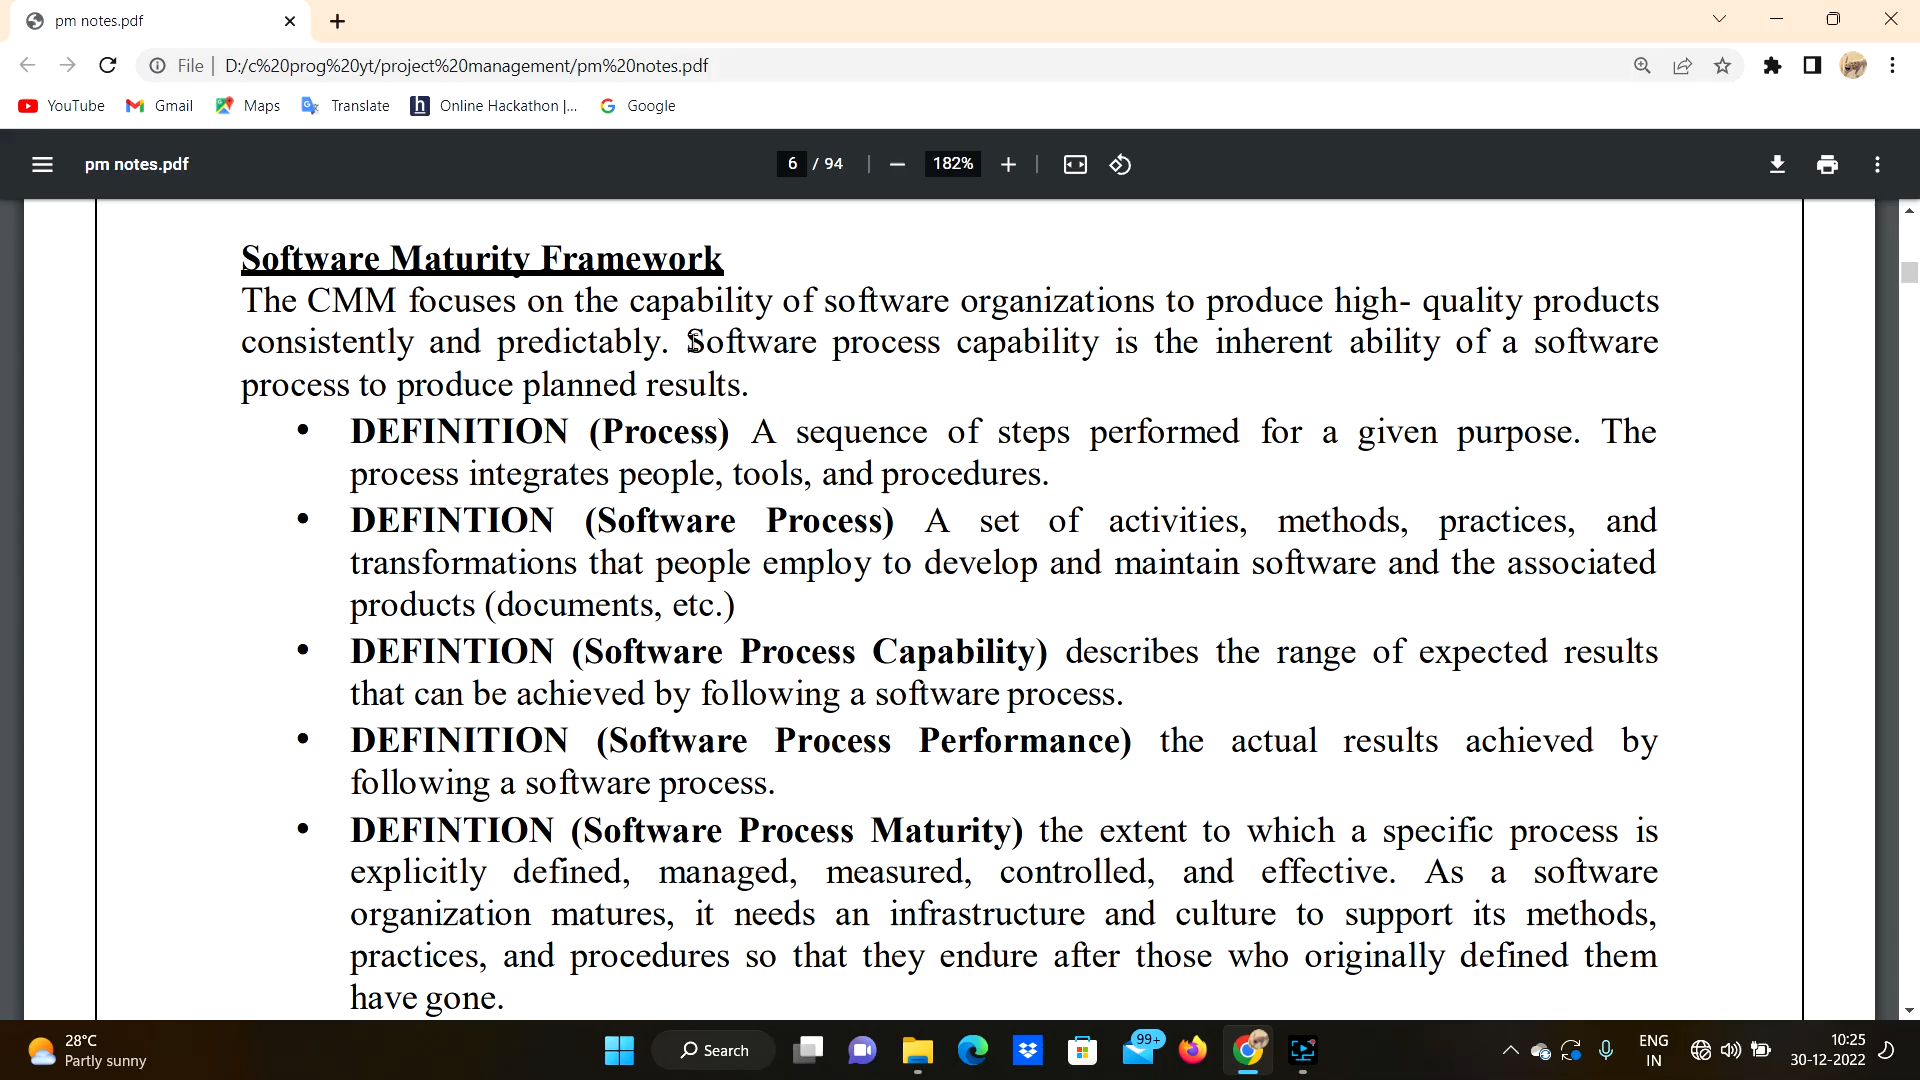 pm notes.pdf
File | D:/c%20prog%20yt/project%20management/pm%20notes.pdf
YouTube Gmail Maps Translate Online Hackathon |... Google
pm notes.pdf 6 / 94 182%
Software Maturity Framework
The CMM focuses on the capability of software organizations to produce high- quality products
consistently and predictably. Software process capability is the inherent ability of a software
process to produce planned results.
• DEFINITION (Process) A sequence of steps performed for a given purpose. The
process integrates people, tools, and procedures.
• DEFINTION (Software Process) A set of activities, methods, practices, and
transformations that people employ to develop and maintain software and the associated
products (documents, etc.)
• DEFINTION (Software Process Capability) describes the range of expected results
that can be achieved by following a software process.
• DEFINITION (Software Process Performance) the actual results achieved by
following a software process.
• DEFINTION (Software Process Maturity) the extent to which a specific process is
explicitly defined, managed, measured, controlled, and effective. As a software
organization matures, it needs an infrastructure and culture to support its methods,
practices, and procedures so that they endure after those who originally defined them
have gone.
28°C
Partly sunny
Search
99+
ENG
IN
10:25
30-12-2022